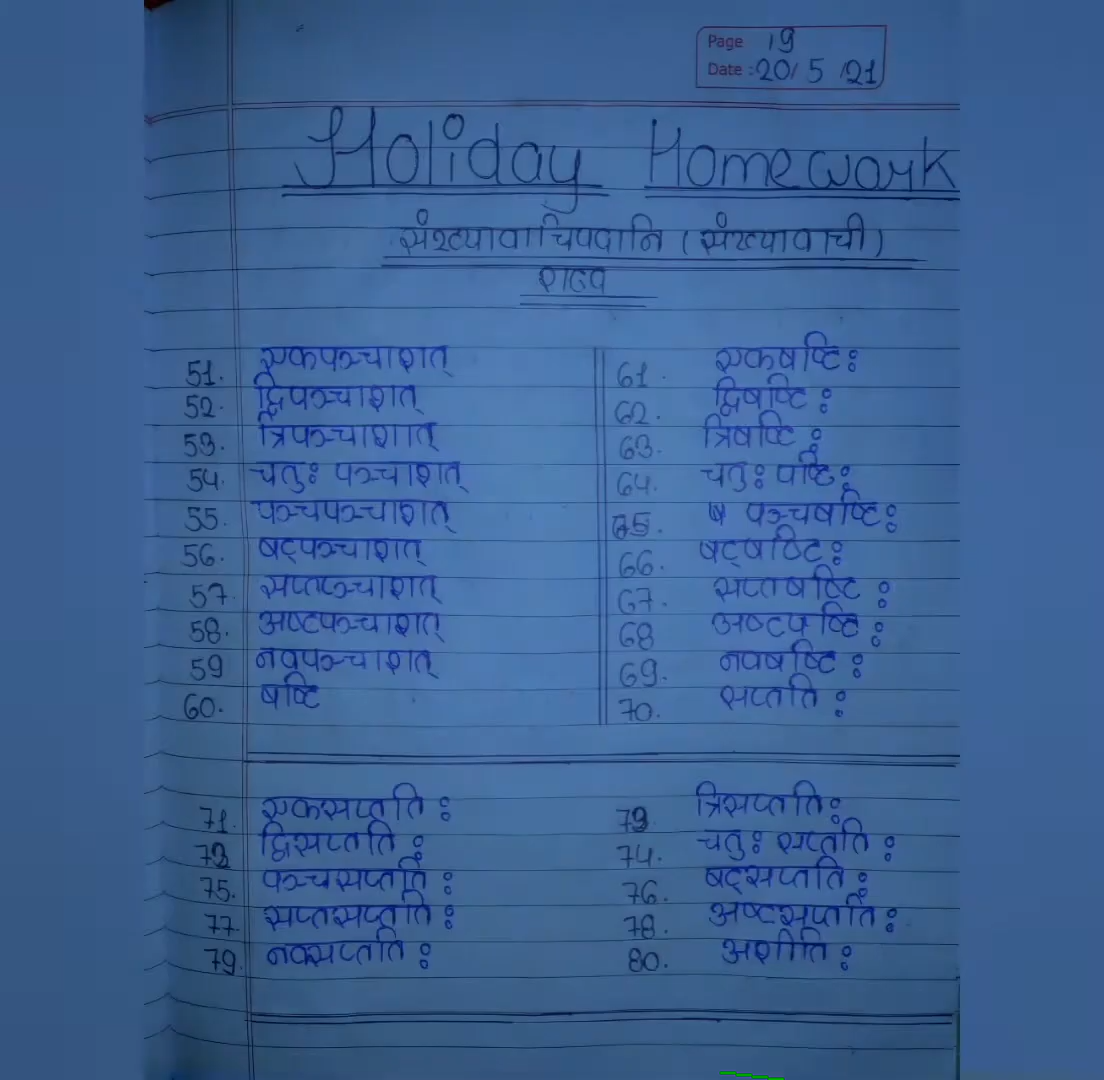 Page 19
Date : 20/5/21
Holiday Homework
संख्यावाचिपदानि (संख्यावाची)
शब्द
51. एकपञ्चाशत् 61. एकषष्टिः
52. द्विपञ्चाशत् 62. द्विषष्टिः
53. त्रिपञ्चाशत् 63. त्रिषष्टिः
54. चतुः पञ्चाशत् 64. चतुः षष्टिः
55. पञ्चपञ्चाशत् 65. पञ्चषष्टिः
56. षट्पञ्चाशत् 66. षट्षष्टिः
57. सप्तपञ्चाशत् 67. सप्तषष्टिः
58. अष्टपञ्चाशत् 68 अष्टषष्टिः
59 नवपञ्चाशत् 69. नवषष्टिः
60. षष्टि 70. सप्ततिः
71. एकसप्ततिः 73. त्रिसप्ततिः
72 द्विसप्ततिः 74. चतुः सप्ततिः
75. पञ्चसप्ततिः 76. षट्सप्ततिः
77. सप्तसप्ततिः 78. अष्टसप्ततिः
79. नवसप्ततिः 80. अशीतिः